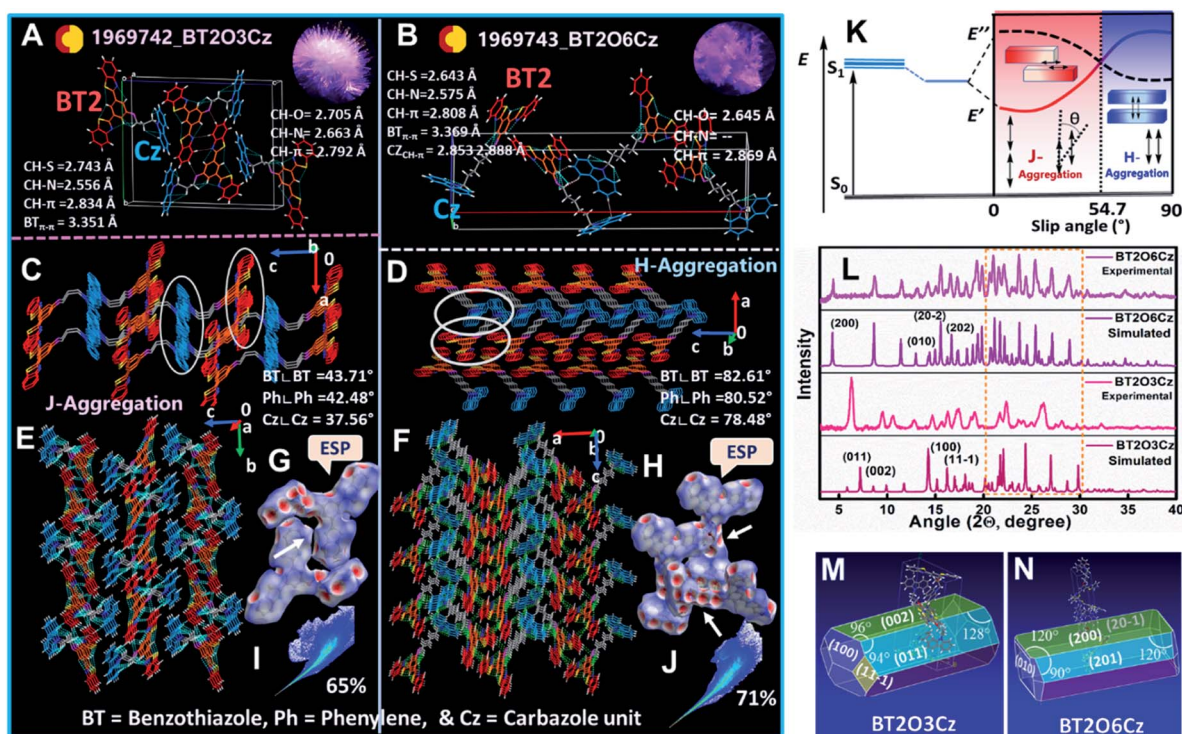 A
1969742_BT2O3Cz
BT2
Cz
CH-O= 2.705 Å
CH-N= 2.663 Å
CH-π = 2.792 Å
CH-S = 2.743 Å
CH-N= 2.556 Å
CH-π = 2.834 Å
BTπ-π = 3.351 Å
B
1969743_BT2O6Cz
CH-S =2.643 Å
CH-N=2.575 Å
CH-π =2.808 Å
BTπ-π = 3.369 Å
CZCH-π = 2.853 2.888 Å
BT2
CH-O= 2.645 Å
CH-N= --
CH-π = 2.869 Å
Cz
C
c
b
0
a
BT∟BT =43.71°
Ph∟Ph = 42.48°
Cz∟Cz = 37.56°
J-Aggregation
D
H-Aggregation
a
0
c
b
BT∟BT =82.61°
Ph∟Ph = 80.52°
Cz∟Cz = 78.48°
E
c
0
a
b
G
ESP
I
65%
F
a
0
b
c
H
ESP
J
71%
BT = Benzothiazole, Ph = Phenylene, & Cz = Carbazole unit
K
E
S1
S0
E''
E'
θ
J-
Aggregation
H-
Aggregation
0
54.7
90
Slip angle (°)
L
BT2O6Cz
Experimental
BT2O6Cz
Simulated
(200)
(010)
(20-2)
(202)
BT2O3Cz
Experimental
BT2O3Cz
Simulated
(011)
(002)
(100)
(11-1)
Intensity
5
10
15
20
25
30
35
40
Angle (2Θ, degree)
M
96°
(002)
128°
(100)
94°
(011)
(11-1)
BT2O3Cz
N
120°
(200)
(20-1)
(010)
90°
(201)
120°
BT2O6Cz